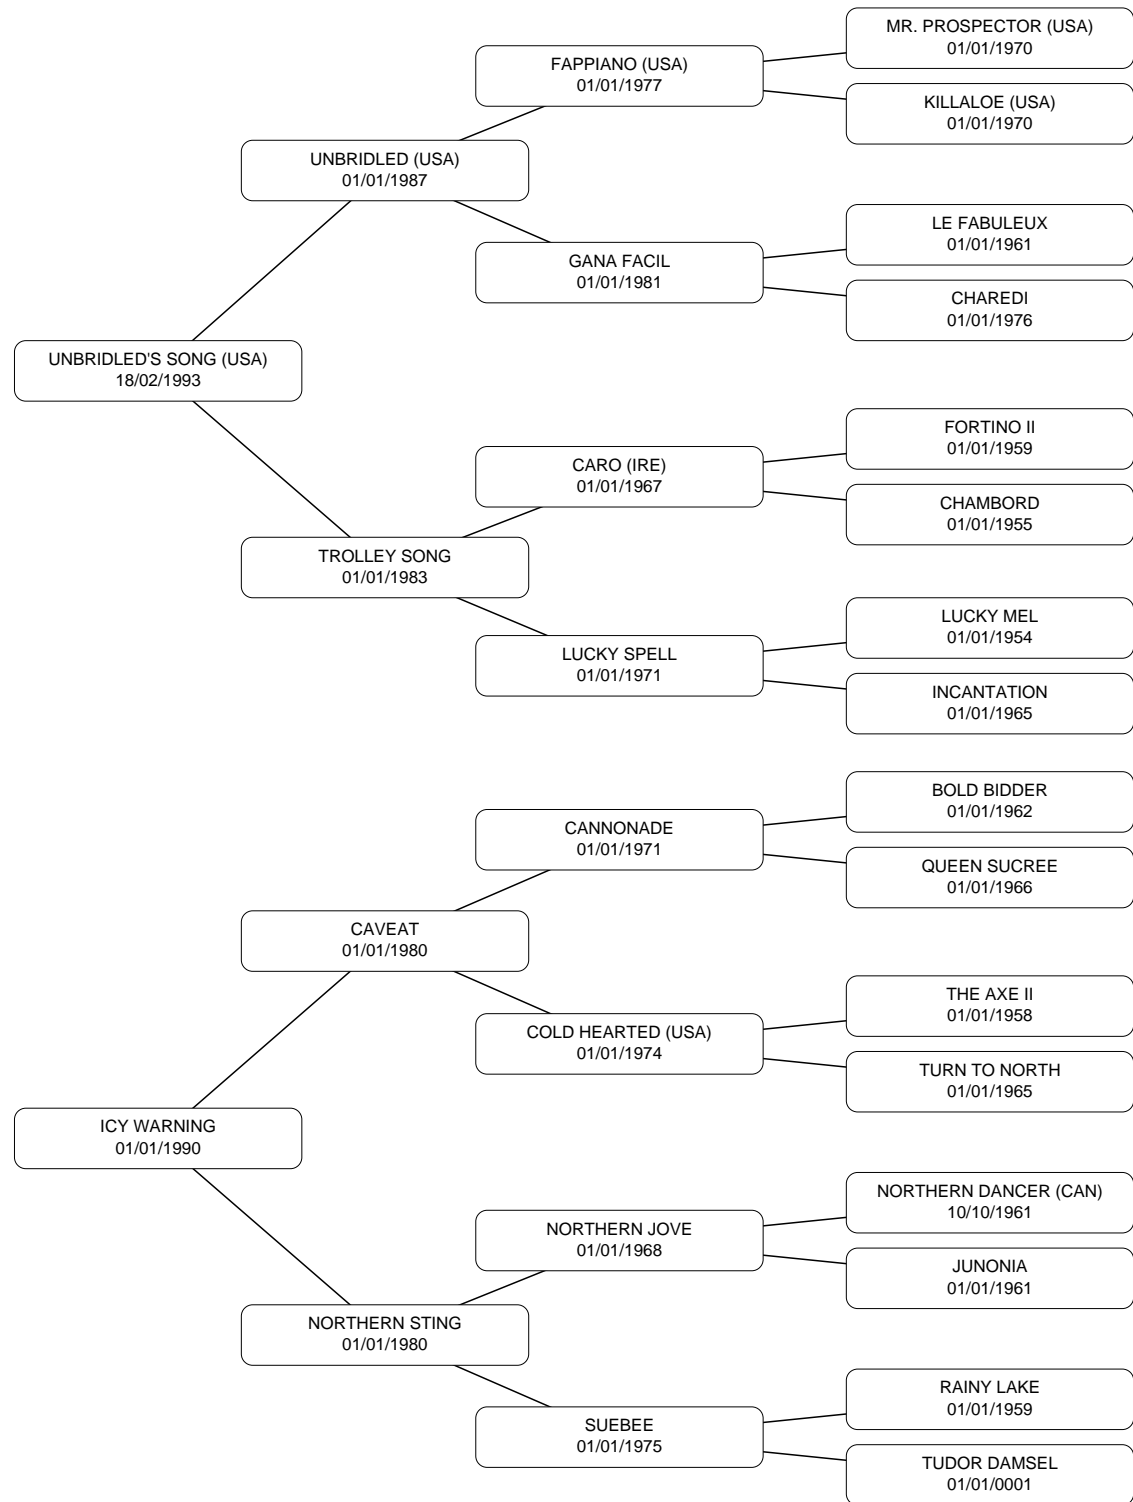 MR. PROSPECTOR (USA)
01/01/1970
FAPPIANO (USA)
01/01/1977
KILLALOE (USA)
01/01/1970
UNBRIDLED (USA)
01/01/1987
LE FABULEUX
01/01/1961
GANA FACIL
01/01/1981
CHAREDI
01/01/1976
UNBRIDLED'S SONG (USA)
18/02/1993
FORTINO II
01/01/1959
CARO (IRE)
01/01/1967
CHAMBORD
01/01/1955
TROLLEY SONG
01/01/1983
LUCKY MEL
01/01/1954
LUCKY SPELL
01/01/1971
INCANTATION
01/01/1965
BOLD BIDDER
01/01/1962
CANNONADE
01/01/1971
QUEEN SUCREE
01/01/1966
CAVEAT
01/01/1980
THE AXE II
01/01/1958
COLD HEARTED (USA)
01/01/1974
TURN TO NORTH
01/01/1965
ICY WARNING
01/01/1990
NORTHERN DANCER (CAN)
10/10/1961
NORTHERN JOVE
01/01/1968
JUNONIA
01/01/1961
NORTHERN STING
01/01/1980
RAINY LAKE
01/01/1959
SUEBEE
01/01/1975
TUDOR DAMSEL
01/01/0001